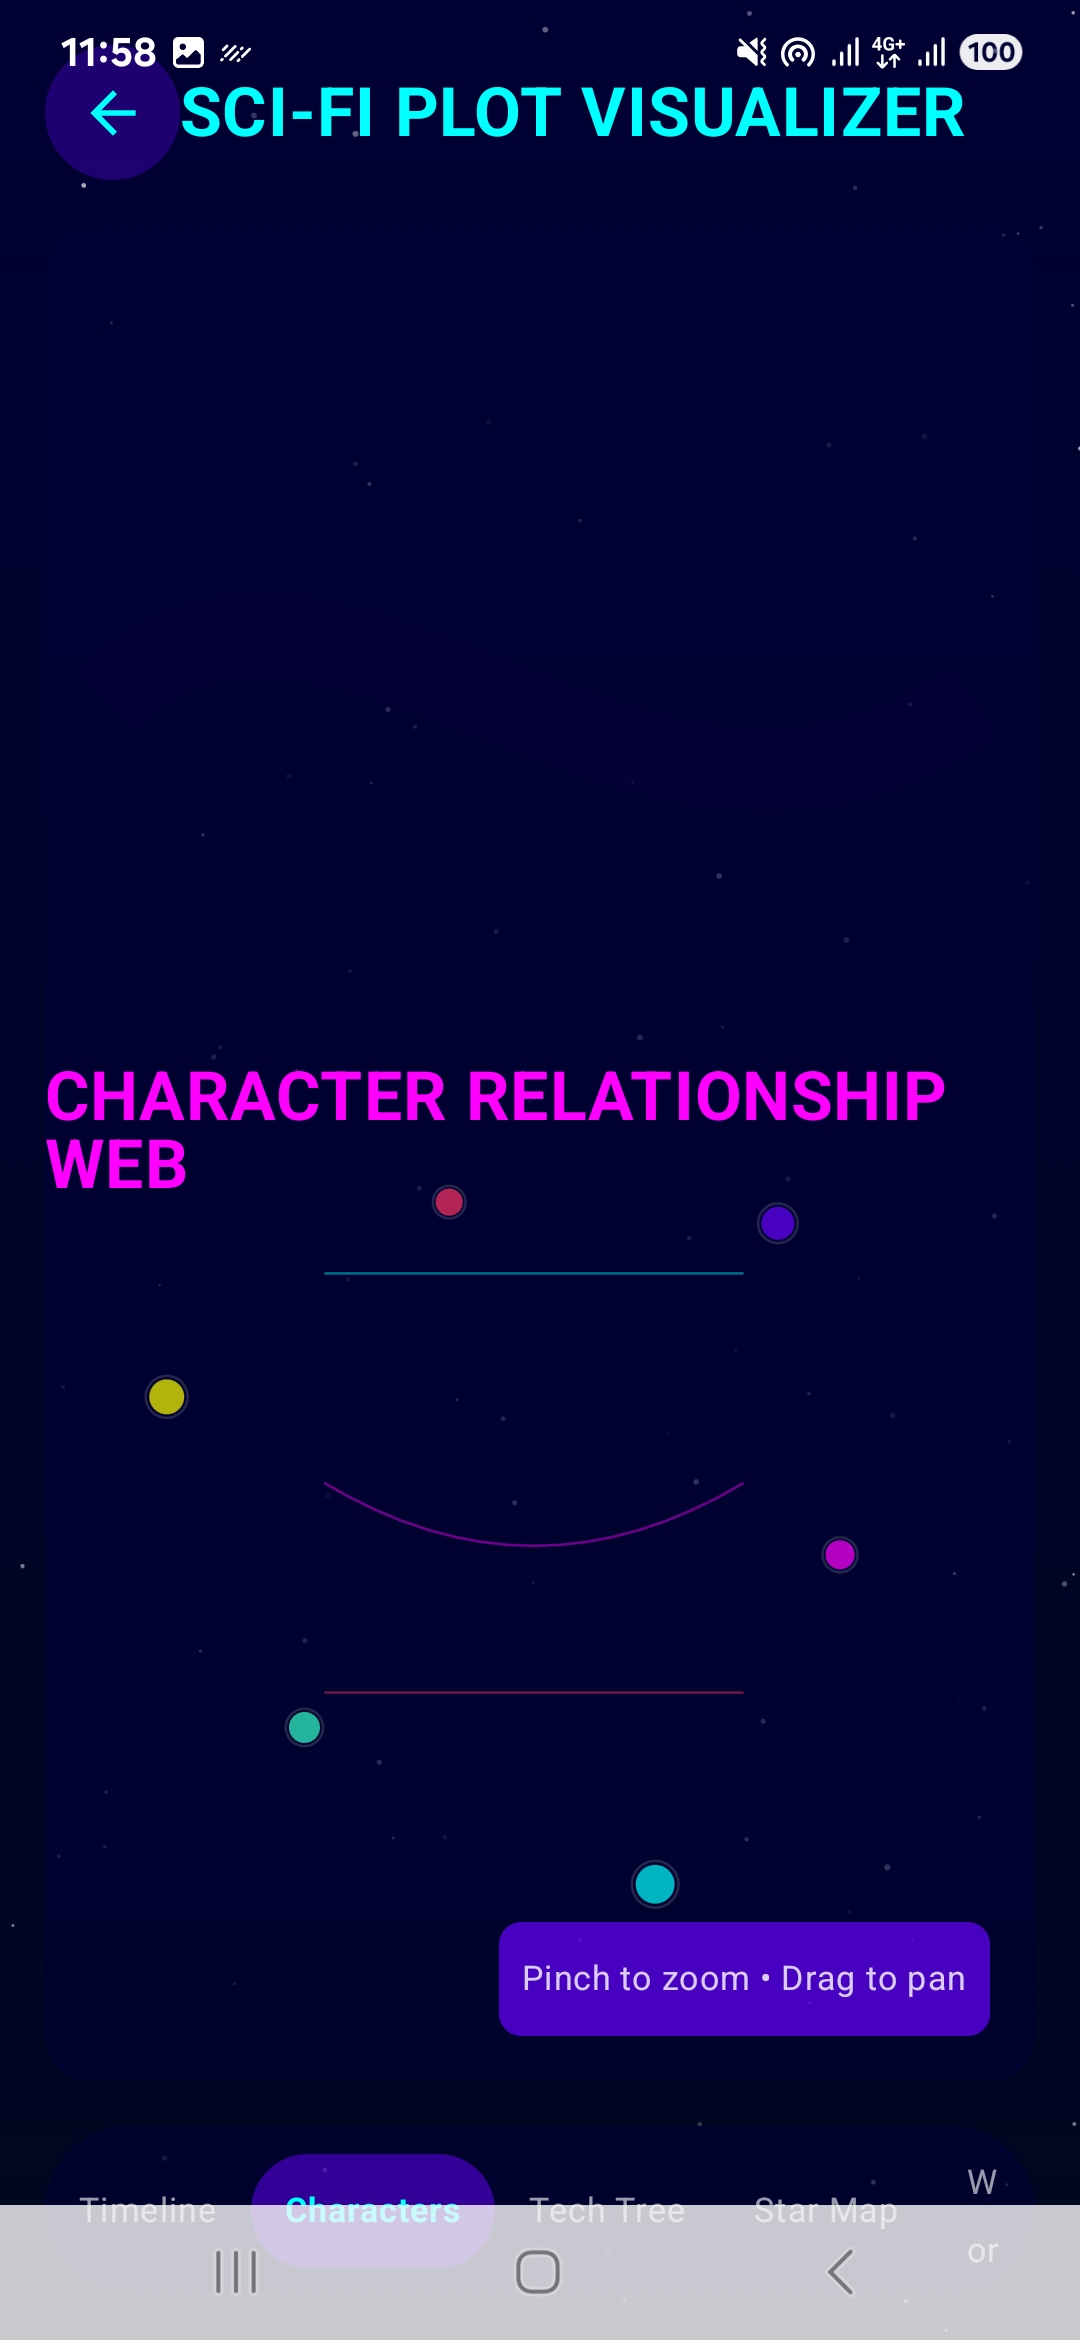 11:58
4G+
100
SCI-FI PLOT VISUALIZER
CHARACTER RELATIONSHIP
WEB
Pinch to zoom • Drag to pan
Timeline
Characters
Tech Tree
Star Map
W
or